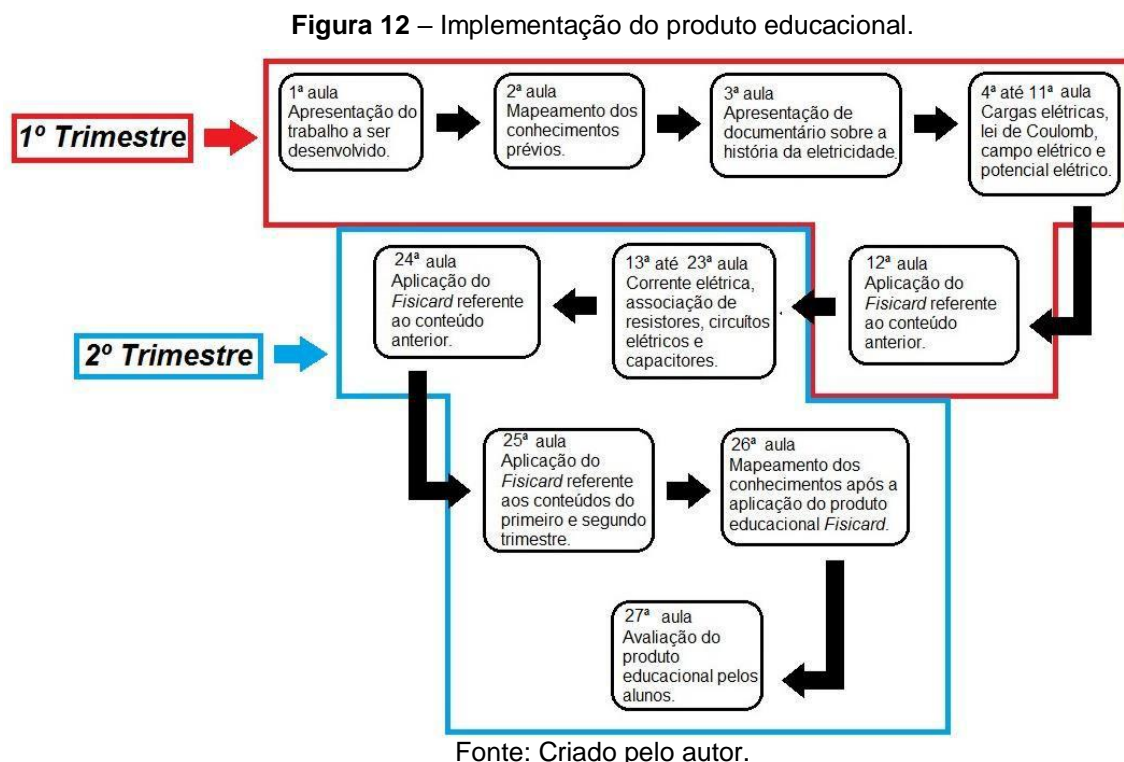 Figura 12 – Implementação do produto educacional.
1º Trimestre
1ª aula
Apresentação do
trabalho a ser
desenvolvido.
2ª aula
Mapeamento dos
conhecimentos
prévios.
3ª aula
Apresentação de
documentário sobre a
história da eletricidade.
4ª até 11ª aula
Cargas elétricas,
lei de Coulomb,
campo elétrico e
potencial elétrico.
12ª aula
Aplicação do
Fisicard referente
ao conteúdo
anterior.
2º Trimestre
13ª até 23ª aula
Corrente elétrica,
associação de
resistores, circuítos
elétricos e
capacitores.
24ª aula
Aplicação do
Fisicard referente
ao conteúdo
anterior.
25ª aula
Aplicação do
Fisicard referente
aos conteúdos do
primeiro e segundo
trimestre.
26ª aula
Mapeamento dos
conhecimentos após a
aplicação do produto
educacional Fisicard.
27ª aula
Avaliação do
produto
educacional pelos
alunos.
Fonte: Criado pelo autor.